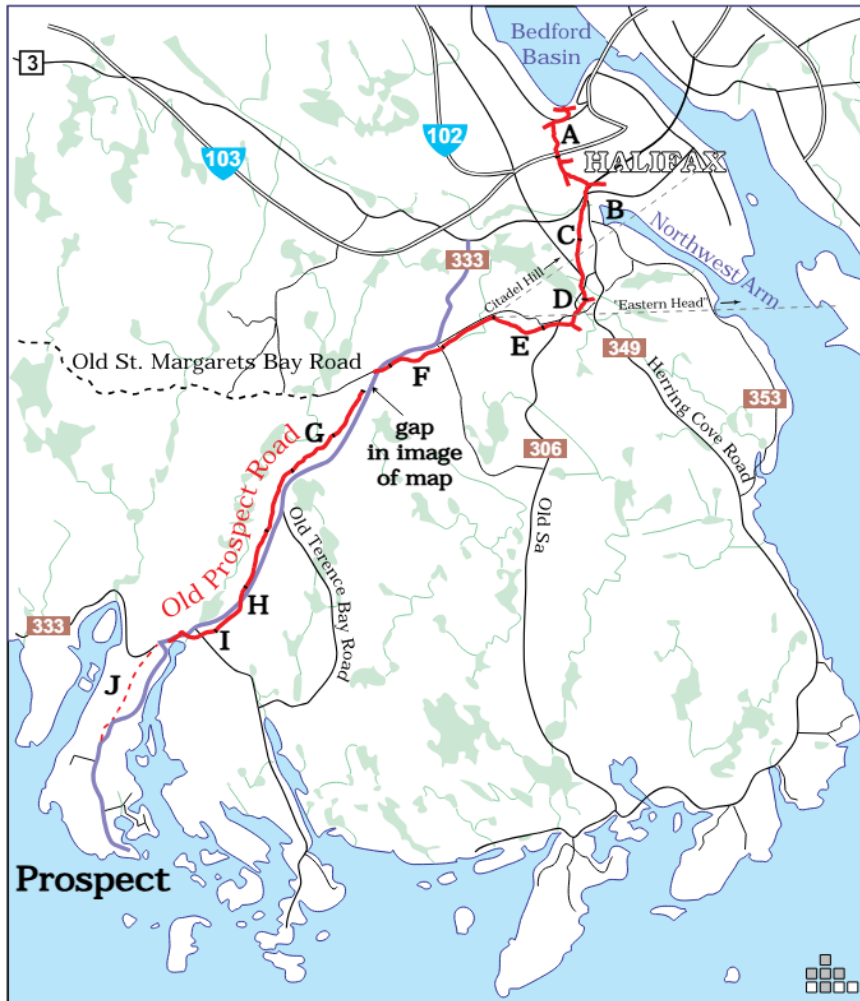 Bedford
Basin
3
102
A
103
HALIFAX
B
Northwest Arm
C
333
Citadel Hill
D
"Eastern Head"
E
349
Old St. Margarets Bay Road
F
Herring Cove Road
353
G
gap
in image
of map
306
Old Prospect Road
Old Sa
Old Terence Bay Road
H
333
I
J
Prospect